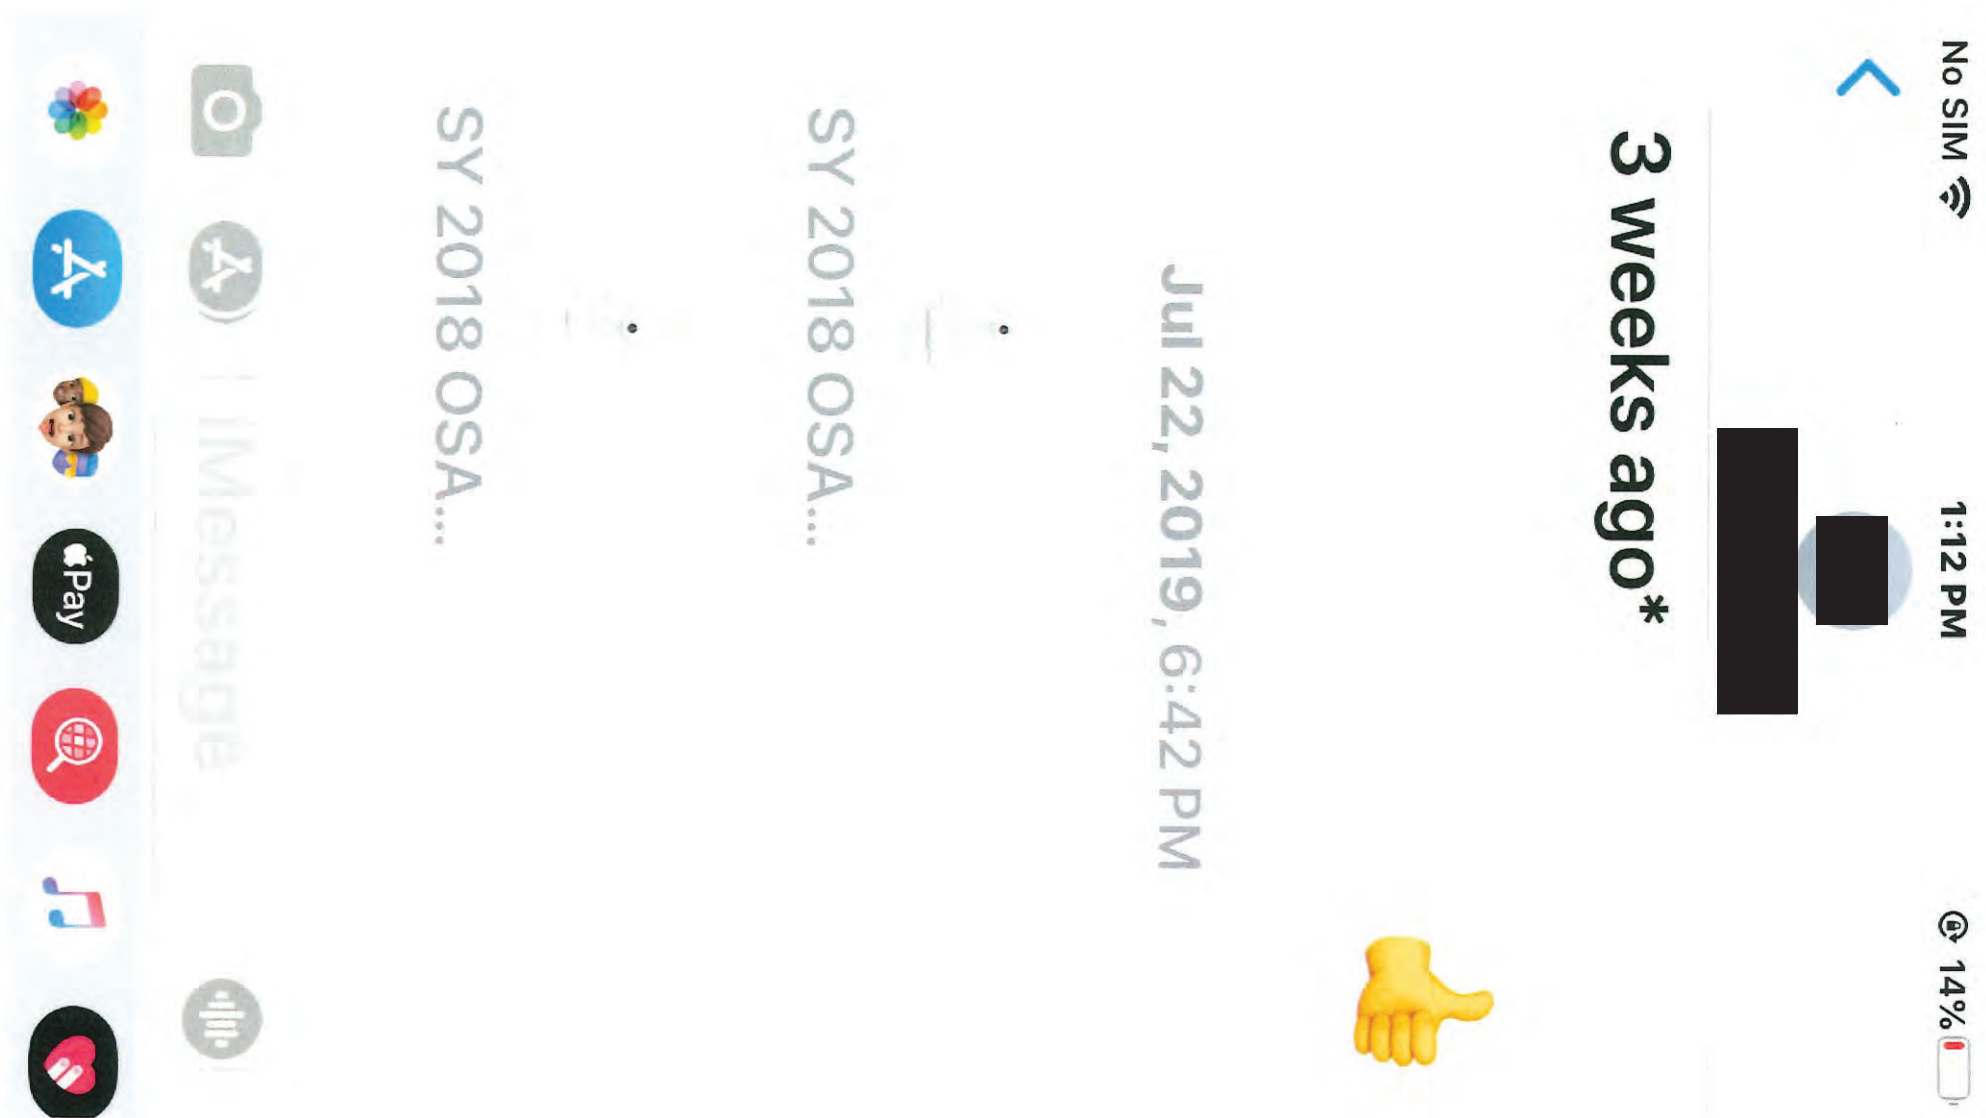 No SIM 1:12 PM 14%
3 weeks ago*
Jul 22, 2019, 6:42 PM
SY 2018 OSA...
SY 2018 OSA...
iMessage
Pay